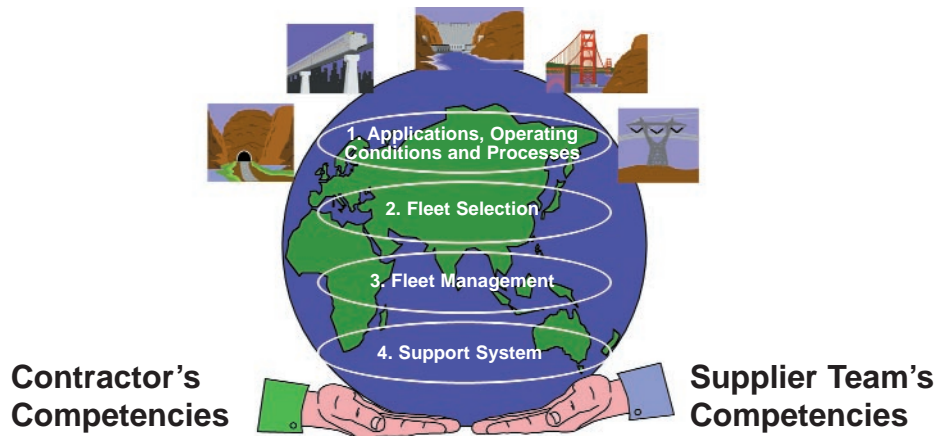 1. Applications, Operating
Conditions and Processes
2. Fleet Selection
3. Fleet Management
4. Support System
Contractor’s
Competencies
Supplier Team’s
Competencies